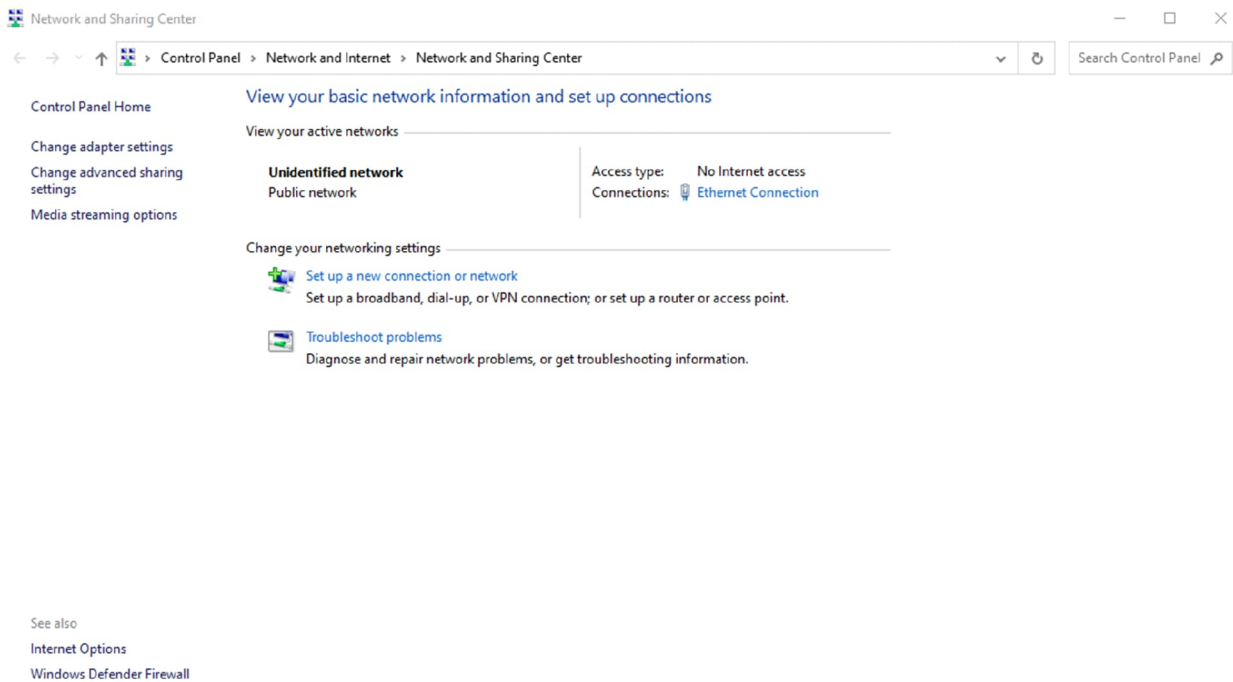 Network and Sharing Center
Control Panel > Network and Internet > Network and Sharing Center
Search Control Panel
Control Panel Home
Change adapter settings
Change advanced sharing
settings
Media streaming options
View your basic network information and set up connections
View your active networks
Unidentified network
Public network
Access type: No Internet access
Connections: Ethernet Connection
Change your networking settings
Set up a new connection or network
Set up a broadband, dial-up, or VPN connection; or set up a router or access point.
Troubleshoot problems
Diagnose and repair network problems, or get troubleshooting information.
See also
Internet Options
Windows Defender Firewall